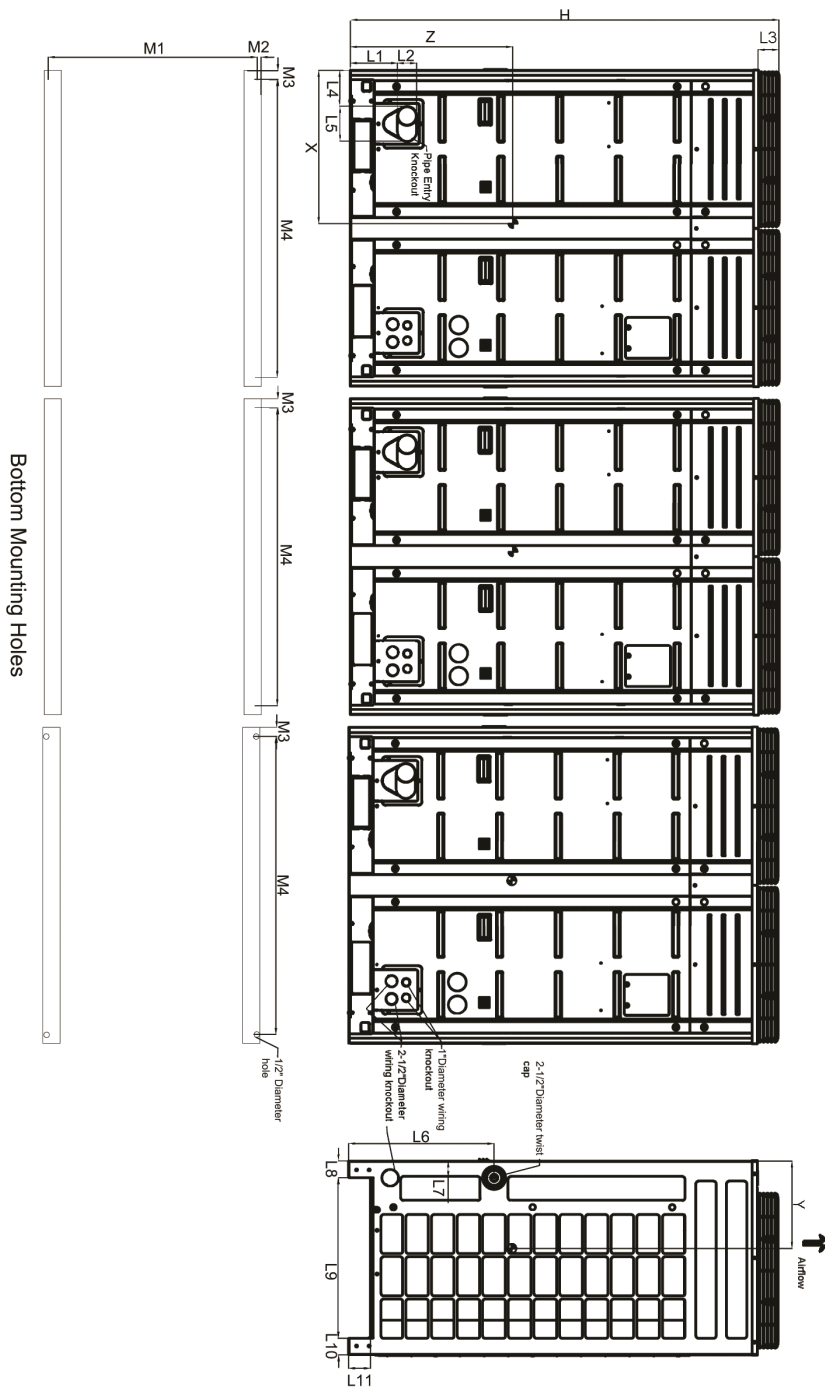 H
L3
Z
L1
L2
L4
L5
X
Pipe Entry
Knockout
M1
M2
M3
M4
M3
M4
M3
M4
Bottom Mounting Holes
1/2" Diameter
hole
1"Diameter wiring
knockout
2-1/2"Diameter
wiring knockout
2-1/2"Diameter twist
cap
L6
L7
L8
L9
L10
L11
Y
Airflow